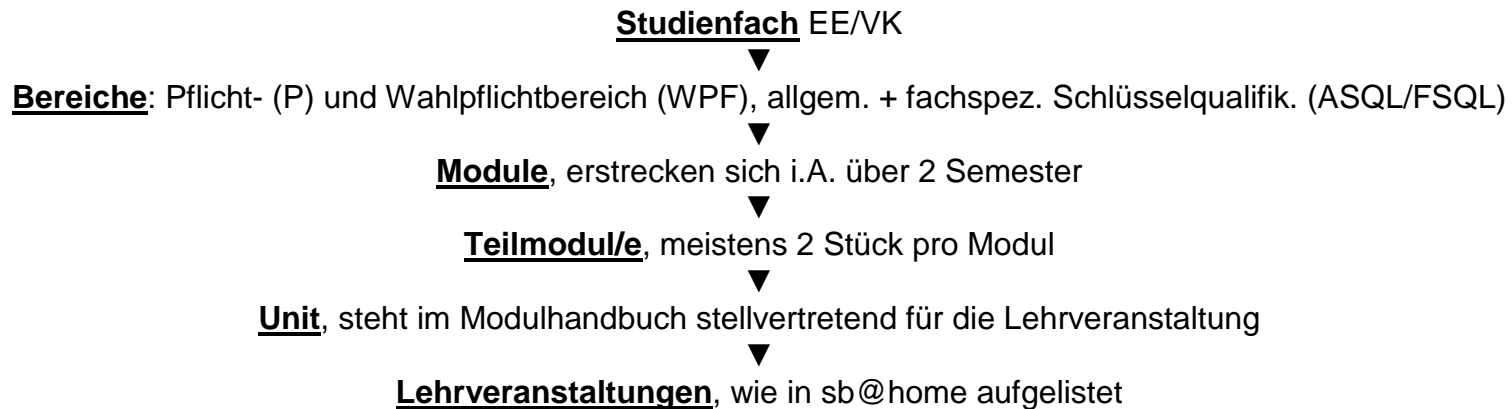 Studienfach EE/VK
▼
Bereiche: Pflicht- (P) und Wahlpflichtbereich (WPF), allgem. + fachspez. Schlüsselqualifik. (ASQL/FSQL)
▼
Module, erstrecken sich i.A. über 2 Semester
▼
Teilmodul/e, meistens 2 Stück pro Modul
▼
Unit, steht im Modulhandbuch stellvertretend für die Lehrveranstaltung
▼
Lehrveranstaltungen, wie in sb@home aufgelistet